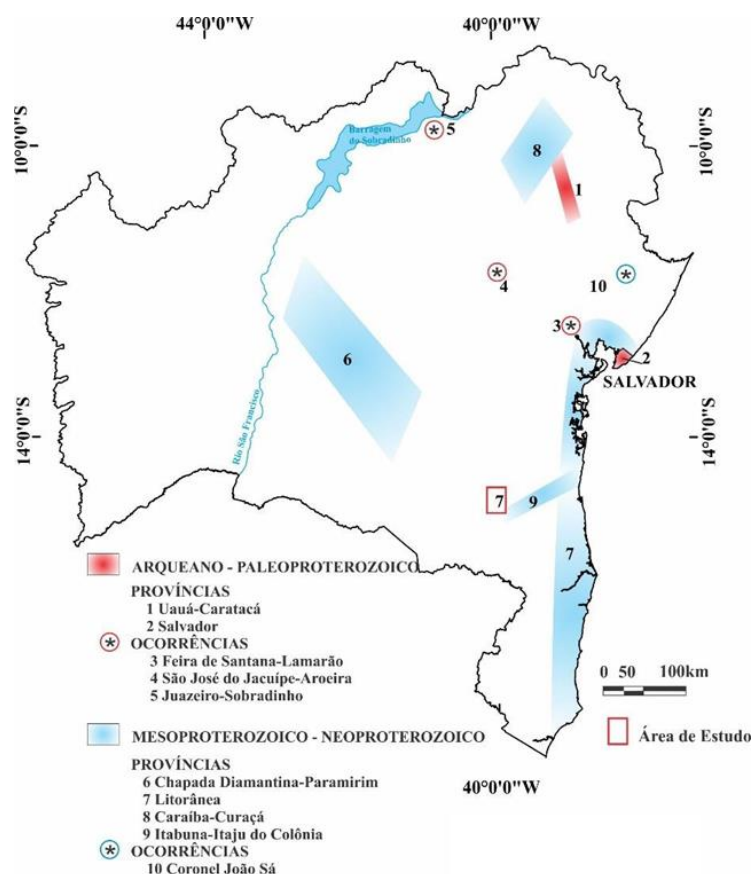 44°0'0"W
40°0'0"W
10°0'0"S
10°0'0"S
Barragem
do Sobradinho
5
8
1
4
10
3
2
SALVADOR
6
Rio São Francisco
14°0'0"S
14°0'0"S
7
9
7
ARQUEANO - PALEOPROTEROZOICO
PROVÍNCIAS
1 Uauá-Caratacá
2 Salvador
OCORRÊNCIAS
3 Feira de Santana-Lamarão
4 São José do Jacuípe-Aroeira
5 Juazeiro-Sobradinho
0 50 100km
MESOPROTEROZOICO - NEOPROTEROZOICO
Área de Estudo
PROVÍNCIAS
6 Chapada Diamantina-Paramirim
7 Litorânea
8 Caraíba-Curaçá
9 Itabuna-Itaju do Colônia
40°0'0"W
OCORRÊNCIAS
10 Coronel João Sá